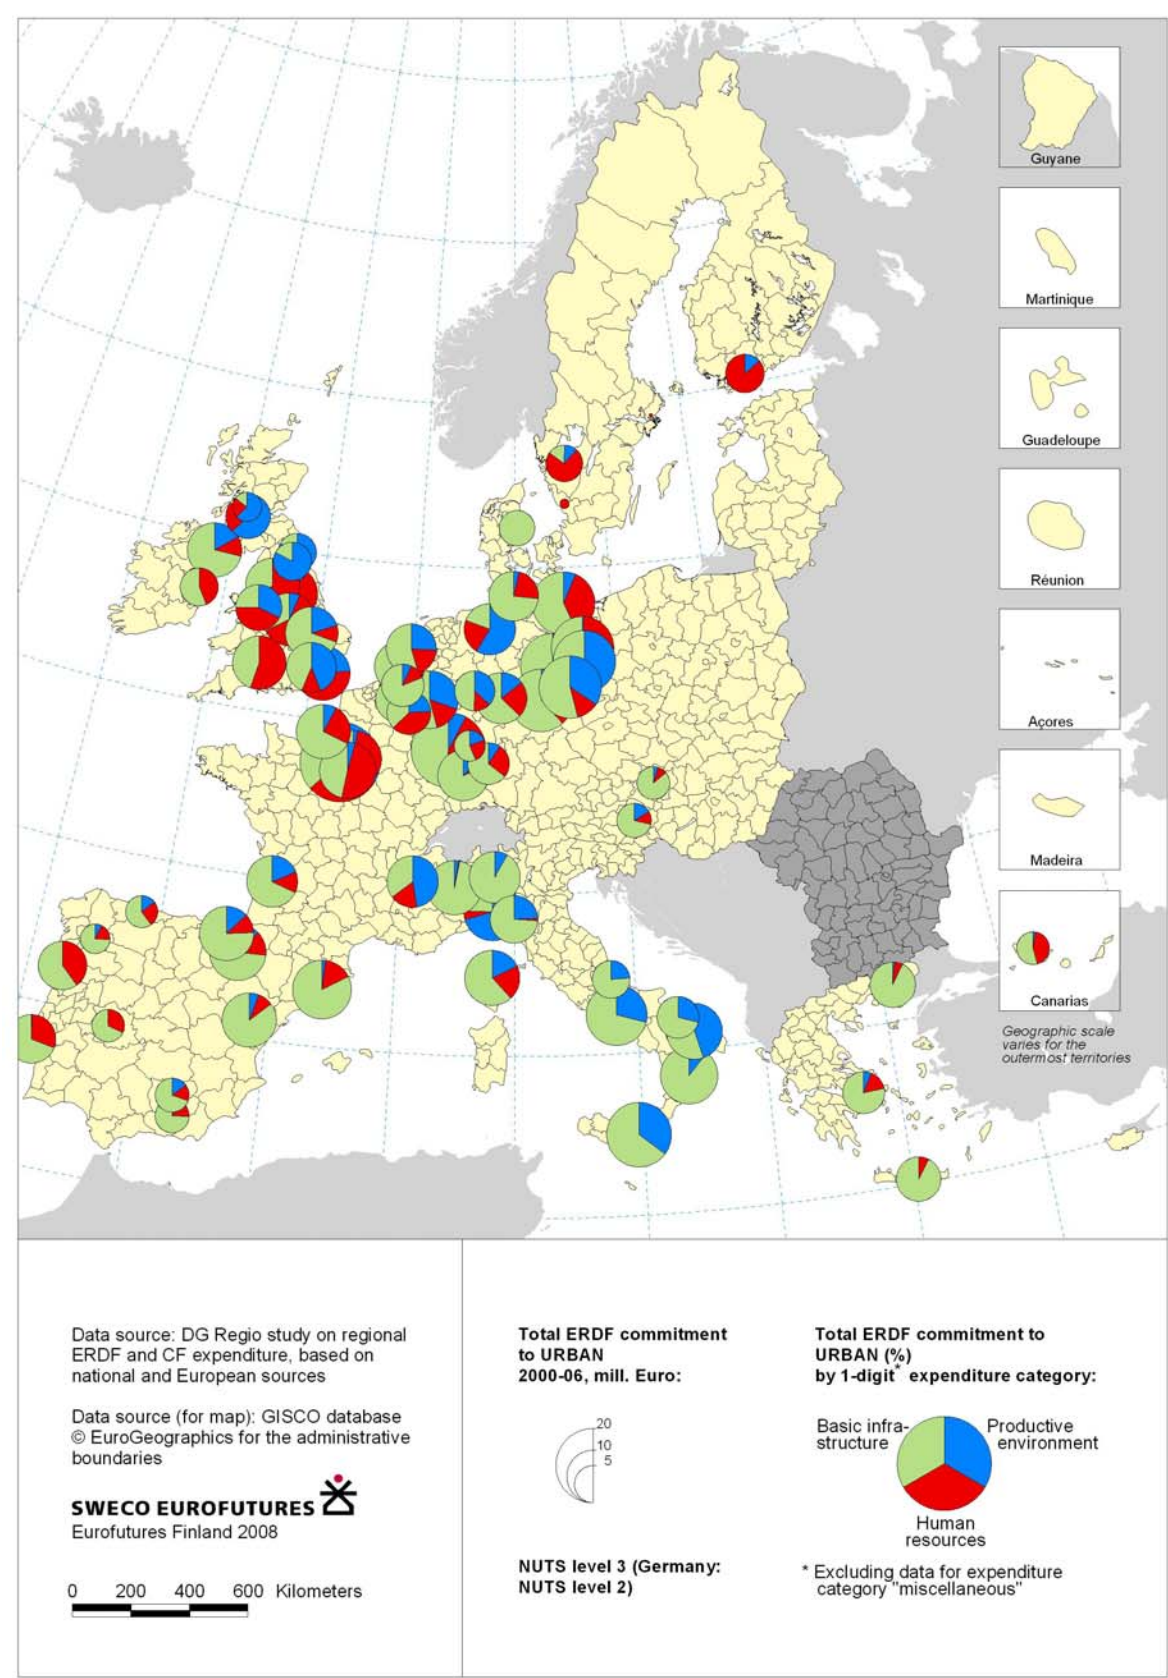 Guyane
Martinique
Guadeloupe
Réunion
Açores
Madeira
Canarias
Geographic scale
varies for the
outermost territories
Data source: DG Regio study on regional
ERDF and CF expenditure, based on
national and European sources
Data source (for map): GISCO database
© EuroGeographics for the administrative
boundaries
SWECO EUROFUTURES
Eurofutures Finland 2008
0 200 400 600 Kilometers
Total ERDF commitment
to URBAN
2000-06, mill. Euro:
20
10
5
NUTS level 3 (Germany:
NUTS level 2)
Total ERDF commitment to
URBAN (%)
by 1-digit* expenditure category:
Basic infra-
structure
Productive
environment
Human
resources
* Excluding data for expenditure
category "miscellaneous"